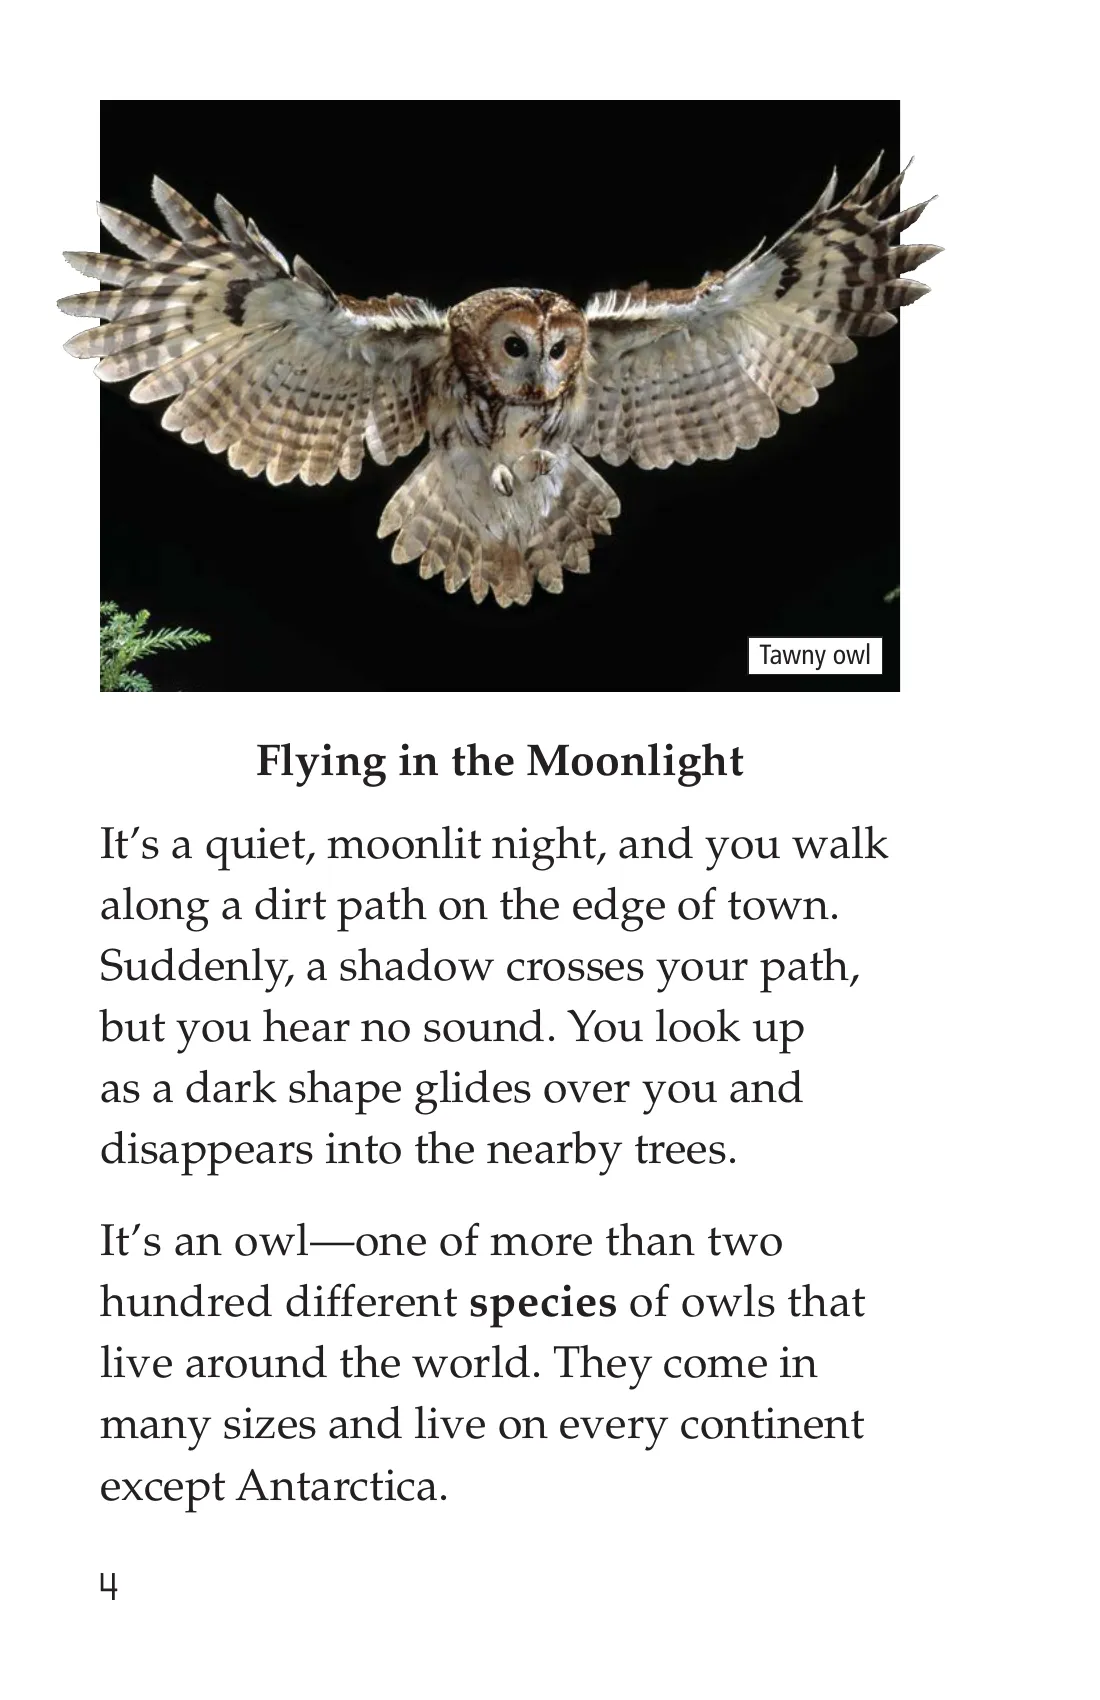 Tawny owl
Flying in the Moonlight
It’s a quiet, moonlit night, and you walk
along a dirt path on the edge of town.
Suddenly, a shadow crosses your path,
but you hear no sound. You look up
as a dark shape glides over you and
disappears into the nearby trees.
It’s an owl—one of more than two
hundred different species of owls that
live around the world. They come in
many sizes and live on every continent
except Antarctica.
4